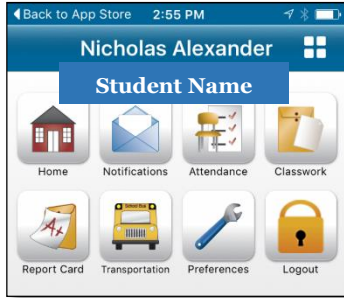 Back to App Store 2:55 PM
Nicholas Alexander
Student Name
Home Notifications Attendance Classwork
A+
Report Card Transportation Preferences Logout